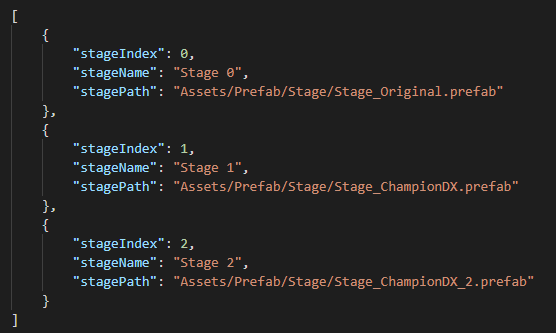 [
    {
        "stageIndex": 0,
        "stageName": "Stage 0",
        "stagePath": "Assets/Prefab/Stage/Stage_Original.prefab"
    },
    {
        "stageIndex": 1,
        "stageName": "Stage 1",
        "stagePath": "Assets/Prefab/Stage/Stage_ChampionDX.prefab"
    },
    {
        "stageIndex": 2,
        "stageName": "Stage 2",
        "stagePath": "Assets/Prefab/Stage/Stage_ChampionDX_2.prefab"
    }
]